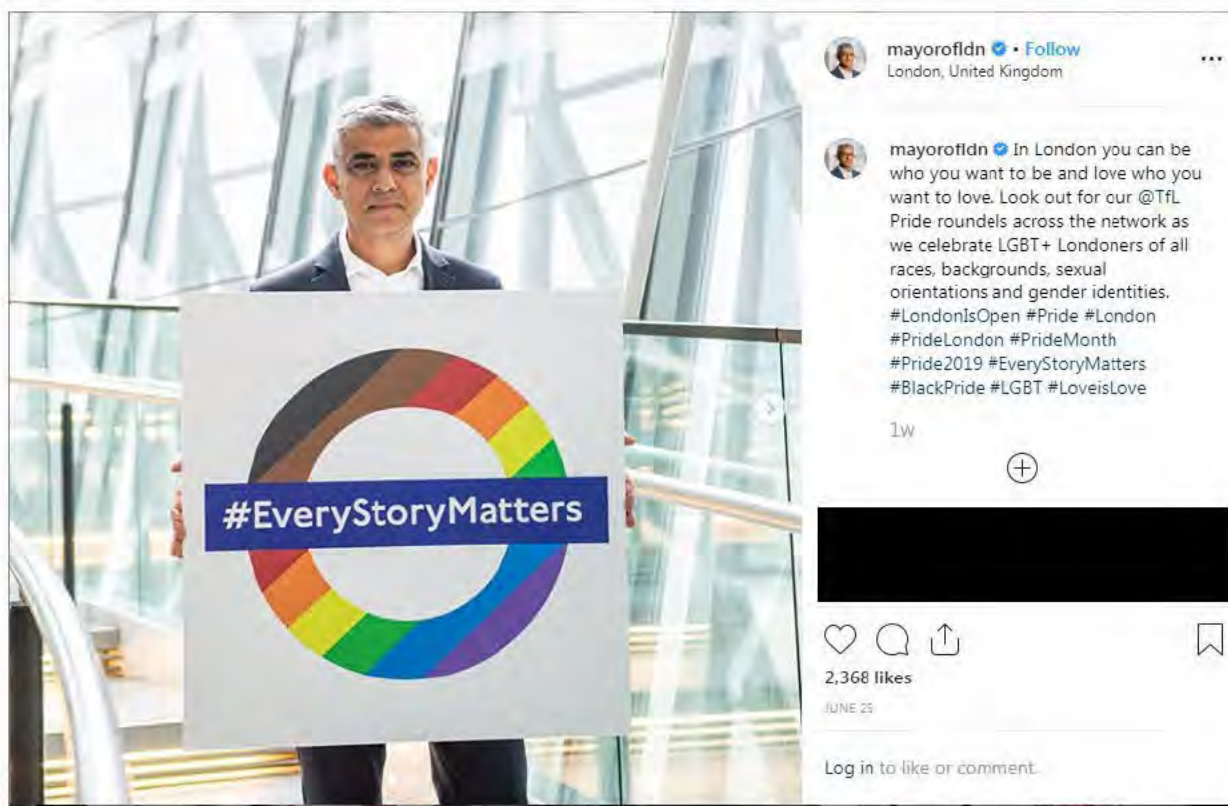 #EveryStoryMatters
mayorofldn • Follow
London, United Kingdom
mayorofldn In London you can be
who you want to be and love who you
want to love. Look out for our @TfL
Pride roundels across the network as
we celebrate LGBT+ Londoners of all
races, backgrounds, sexual
orientations and gender identities.
#LondonIsOpen #Pride #London
#PrideLondon #PrideMonth
#Pride2019 #EveryStoryMatters
#BlackPride #LGBT #LoveisLove
1w
2,368 likes
JUNE 25
Log in to like or comment.